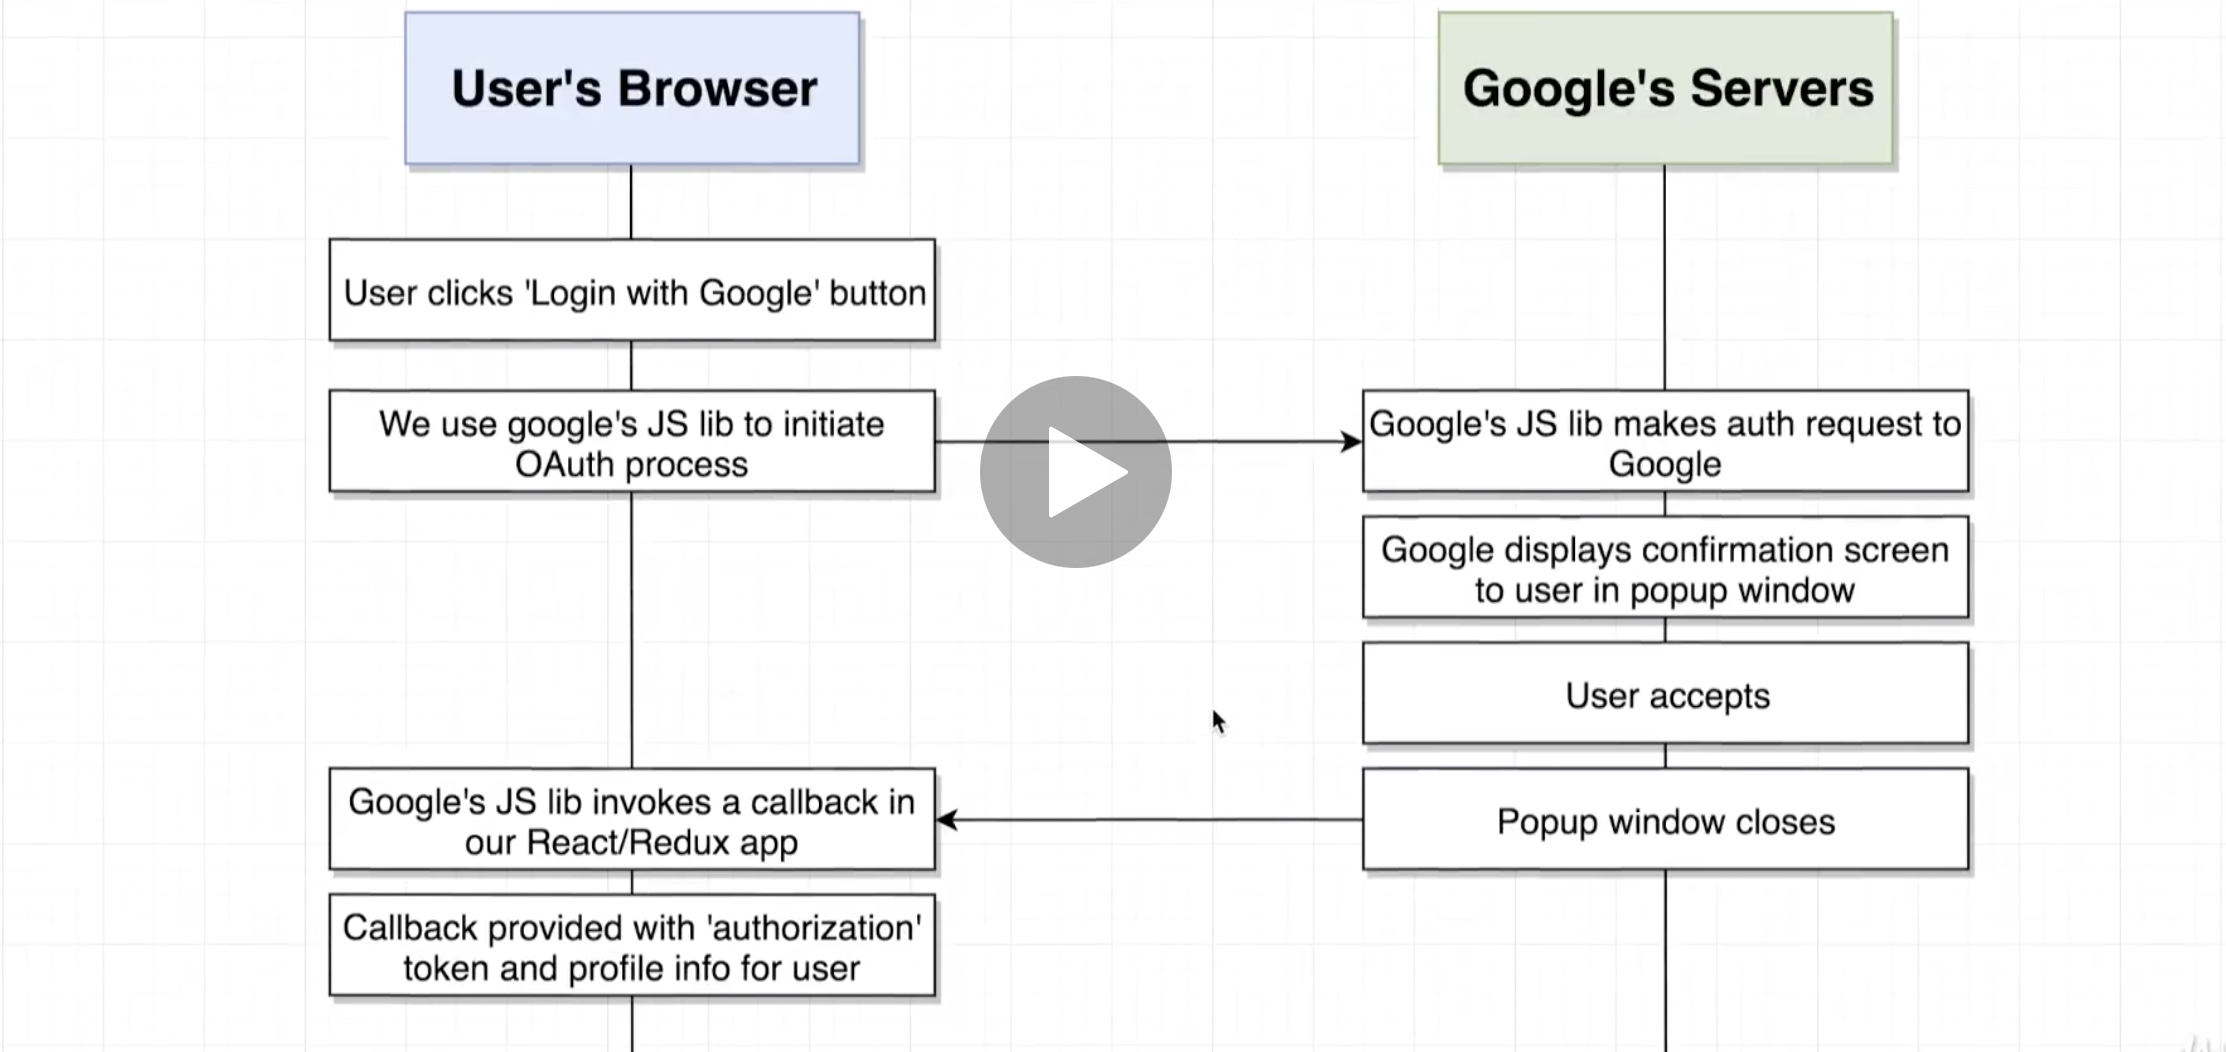 User's Browser
Google's Servers
User clicks 'Login with Google' button
We use google's JS lib to initiate
OAuth process
Google's JS lib makes auth request to
Google
Google displays confirmation screen
to user in popup window
User accepts
Google's JS lib invokes a callback in
our React/Redux app
Popup window closes
Callback provided with 'authorization'
token and profile info for user